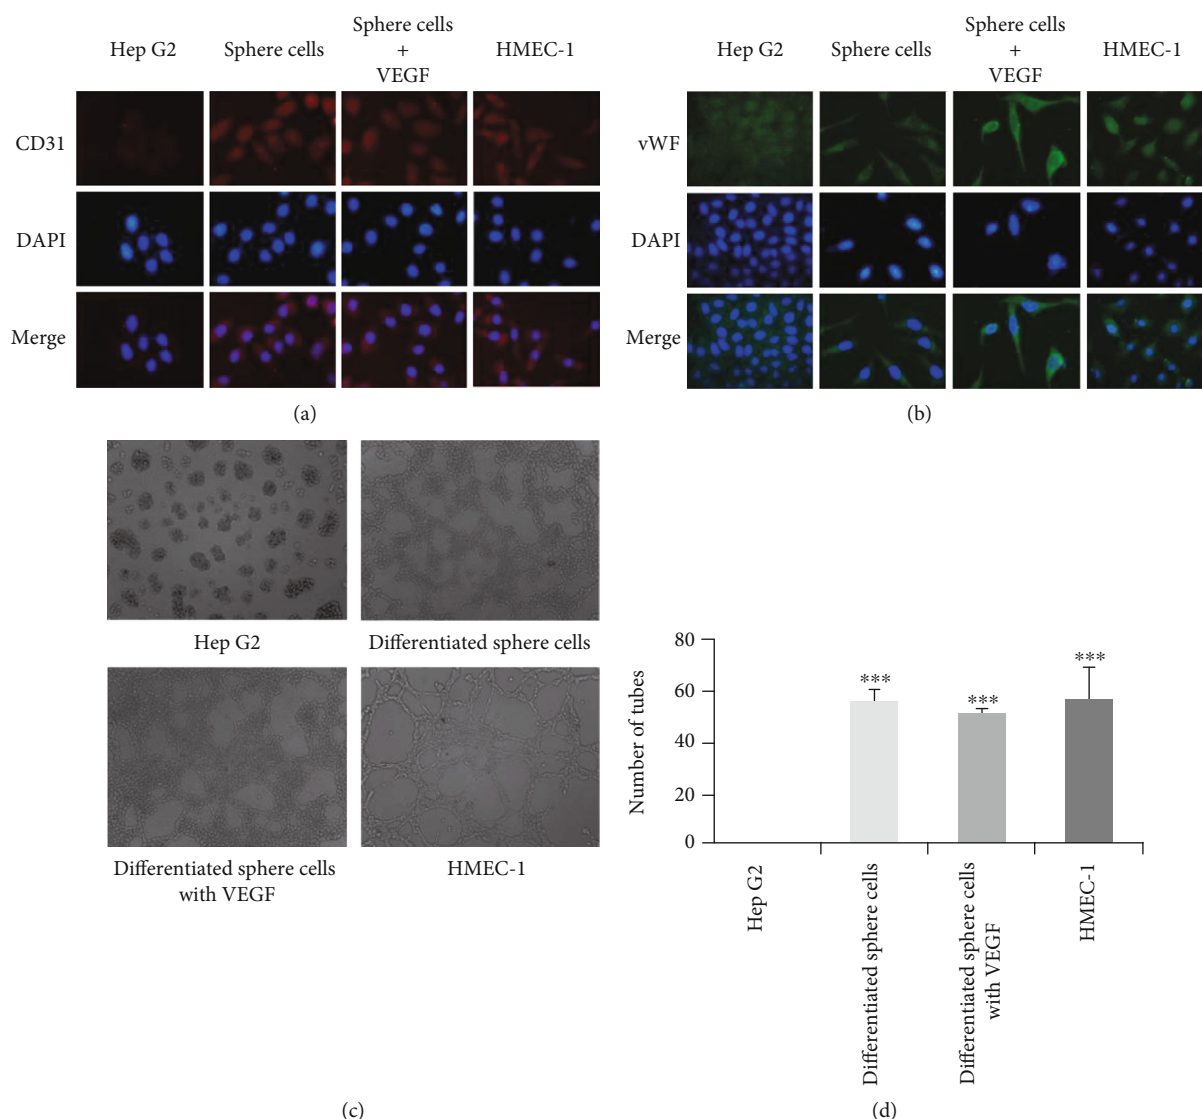 Hep G2
Sphere cells
Sphere cells
+
VEGF
HMEC-1
CD31
DAPI
Merge
(a)
Hep G2
Sphere cells
Sphere cells
+
VEGF
HMEC-1
vWF
DAPI
Merge
(b)
Hep G2
Differentiated sphere cells
Differentiated sphere cells
with VEGF
HMEC-1
(c)
Number of tubes
80
60
40
20
0
***
***
***
Hep G2
Differentiated sphere cells
Differentiated sphere cells
with VEGF
HMEC-1
(d)